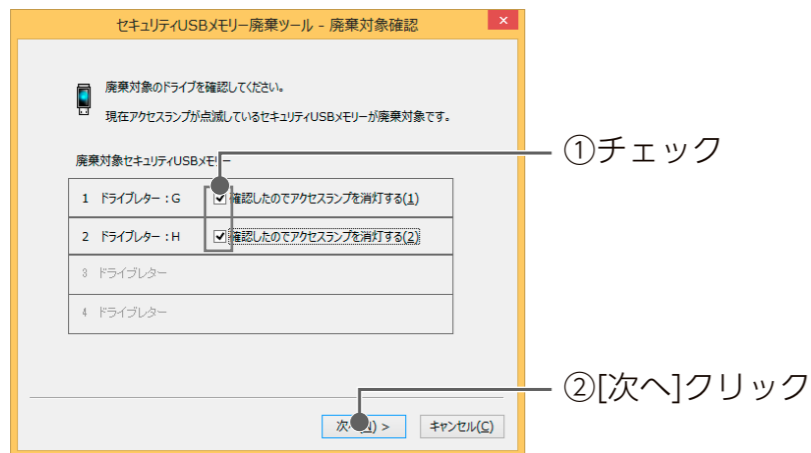 セキュリティUSBメモリー廃棄ツール - 廃棄対象確認
廃棄対象のドライブを確認してください。
現在アクセスランプが点滅しているセキュリティUSBメモリーが廃棄対象です。
廃棄対象セキュリティUSBメモリー
①チェック
1 ドライブレター：G 確認したのでアクセスランプを消灯する(1)
2 ドライブレター：H 確認したのでアクセスランプを消灯する(2)
3 ドライブレター
4 ドライブレター
②[次へ]クリック
次へ(N) > キャンセル(C)